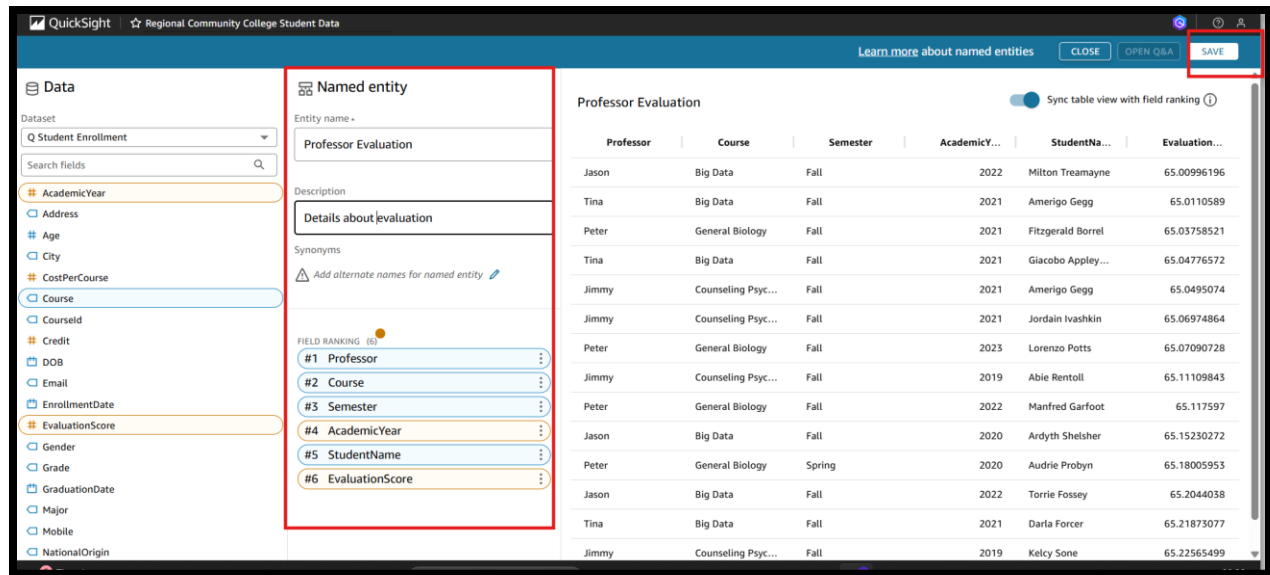 QuickSight Regional Community College Student Data
Learn more about named entities CLOSE OPEN Q&A SAVE
Data
Dataset
Q Student Enrollment
Search fields
# AcademicYear
Address
# Age
City
# CostPerCourse
Course
CourseId
# Credit
DOB
Email
EnrollmentDate
# EvaluationScore
Gender
Grade
GraduationDate
Major
Mobile
NationalOrigin
Named entity
Entity name
Professor Evaluation
Description
Details about evaluation
Synonyms
Add alternate names for named entity
FIELD RANKING (6)
#1 Professor
#2 Course
#3 Semester
#4 AcademicYear
#5 StudentName
#6 EvaluationScore
Professor Evaluation
Sync table view with field ranking
Professor Course Semester AcademicY... StudentNa... Evaluation...
Jason Big Data Fall 2022 Milton Treamayne 65.00996196
Tina Big Data Fall 2021 Amerigo Gegg 65.0110589
Peter General Biology Fall 2021 Fitzgerald Borrel 65.03758521
Tina Big Data Fall 2021 Giacobo Appley... 65.04776572
Jimmy Counseling Psyc... Fall 2021 Amerigo Gegg 65.0495074
Jimmy Counseling Psyc... Fall 2021 Jordain Ivashkin 65.06974864
Peter General Biology Fall 2023 Lorenzo Potts 65.07090728
Jimmy Counseling Psyc... Fall 2019 Abie Rentoll 65.11109843
Peter General Biology Fall 2022 Manfred Garfoot 65.117597
Jason Big Data Fall 2020 Ardyth Shelsher 65.15230272
Peter General Biology Spring 2020 Audrie Probyn 65.18005953
Jason Big Data Fall 2022 Torrie Fossey 65.2044038
Tina Big Data Fall 2021 Darla Forcer 65.21873077
Jimmy Counseling Psyc... Fall 2019 Kelcy Sone 65.22565499